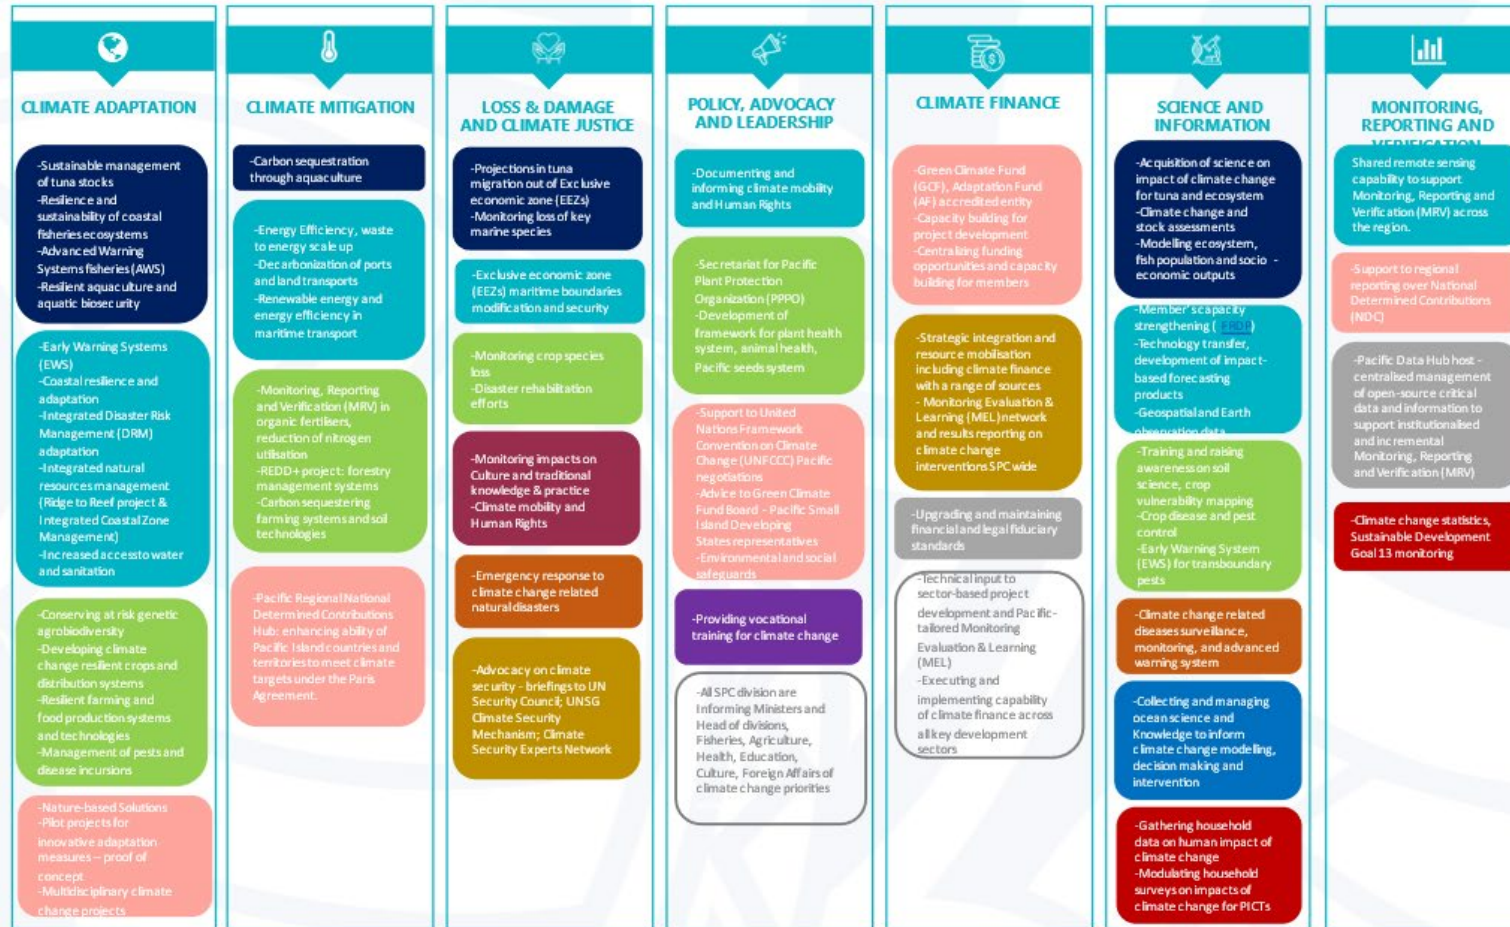 CLIMATE ADAPTATION
-Sustainable management
of tuna stocks
-Resilience and
sustainability of coastal
fisheries ecosystems
-Advanced Warning
Systems fisheries (AWS)
-Resilient aquaculture and
aquatic biosecurity
-Early Warning Systems
(EWS)
-Coastal resilience and
adaptation
-Integrated Disaster Risk
Management (DRM)
adaptation
-Integrated natural
resources management
(Ridge to Reef project &
Integrated Coastal Zone
Management)
-Increased access to water
and sanitation
-Conserving at risk genetic
agrobiodiversity
-Developing climate
change resilient crops and
distribution systems
-Resilient farming and
food production systems
and technologies
-Management of pests and
disease incursions
-Nature-based Solutions
-Pilot projects for
innovative adaptation
measures – proof of
concept
-Multidisciplinary climate
change projects
CLIMATE MITIGATION
-Carbon sequestration
through aquaculture
-Energy Efficiency, waste
to energy scale up
-Decarbonization of ports
and land transports
-Renewable energy and
energy efficiency in
maritime transport
-Monitoring, Reporting
and Verification (MRV) in
organic fertilisers,
reduction of nitrogen
utilisation
-REDD+ project: forestry
management systems
-Carbon sequestering
farming systems and soil
technologies
-Pacific Regional National
Determined Contributions
Hub: enhancing ability of
Pacific Island countries and
territories to meet climate
targets under the Paris
Agreement.
LOSS & DAMAGE
AND CLIMATE JUSTICE
-Projections in tuna
migration out of Exclusive
economic zone (EEZs)
-Monitoring loss of key
marine species
-Exclusive economic zone
(EEZs) maritime boundaries
modification and security
-Monitoring crop species
loss
-Disaster rehabilitation
efforts
-Monitoring impacts on
Culture and traditional
knowledge & practice
-Climate mobility and
Human Rights
-Emergency response to
climate change related
natural disasters
-Advocacy on climate
security - briefings to UN
Security Council; UNSG
Climate Security
Mechanism; Climate
Security Experts Network
POLICY, ADVOCACY
AND LEADERSHIP
-Documenting and
informing climate mobility
and Human Rights
-Secretariat for Pacific
Plant Protection
Organization (PPPO)
-Development of
framework for plant health
system, animal health,
Pacific seeds system
-Support to United
Nations Framework
Convention on Climate
Change (UNFCCC) Pacific
negotiations
-Advice to Green Climate
Fund Board - Pacific Small
Island Developing
States representatives
-Environmental and social
safeguards
-Providing vocational
training for climate change
-All SPC division are
Informing Ministers and
Head of divisions,
Fisheries, Agriculture,
Health, Education,
Culture, Foreign Affairs of
climate change priorities
CLIMATE FINANCE
-Green Climate Fund
(GCF), Adaptation Fund
(AF) accredited entity
-Capacity building for
project development
-Centralizing funding
opportunities and capacity
building for members
-Strategic integration and
resource mobilisation
including climate finance
with a range of sources
- Monitoring Evaluation &
Learning (MEL) network
and results reporting on
climate change
interventions SPC wide
-Upgrading and maintaining
financial and legal fiduciary
standards
-Technical input to
sector-based project
development and Pacific-
tailored Monitoring
Evaluation & Learning
(MEL)
-Executing and
implementing capability
of climate finance across
all key development
sectors
SCIENCE AND
INFORMATION
-Acquisition of science on
impact of climate change
for tuna and ecosystem
-Climate change and
stock assessments
-Modelling ecosystem,
fish population and socio -
economic outputs
-Member's capacity
strengthening ( FRDP)
-Technology transfer,
development of impact-
based forecasting
products
-Geospatial and Earth
observation data
-Training and raising
awareness on soil
science, crop
vulnerability mapping
-Crop disease and pest
control
-Early Warning System
(EWS) for transboundary
pests
-Climate change related
diseases surveillance,
monitoring, and advanced
warning system
-Collecting and managing
ocean science and
Knowledge to inform
climate change modelling,
decision making and
intervention
-Gathering household
data on human impact of
climate change
-Modulating household
surveys on impacts of
climate change for PICTs
MONITORING,
REPORTING AND
VERIFICATION
Shared remote sensing
capability to support
Monitoring, Reporting and
Verification (MRV) across
the region.
-Support to regional
reporting over National
Determined Contributions
(NDC)
-Pacific Data Hub host -
centralised management
of open-source critical
data and information to
support institutionalised
and incremental
Monitoring, Reporting
and Verification (MRV)
-Climate change statistics,
Sustainable Development
Goal 13 monitoring